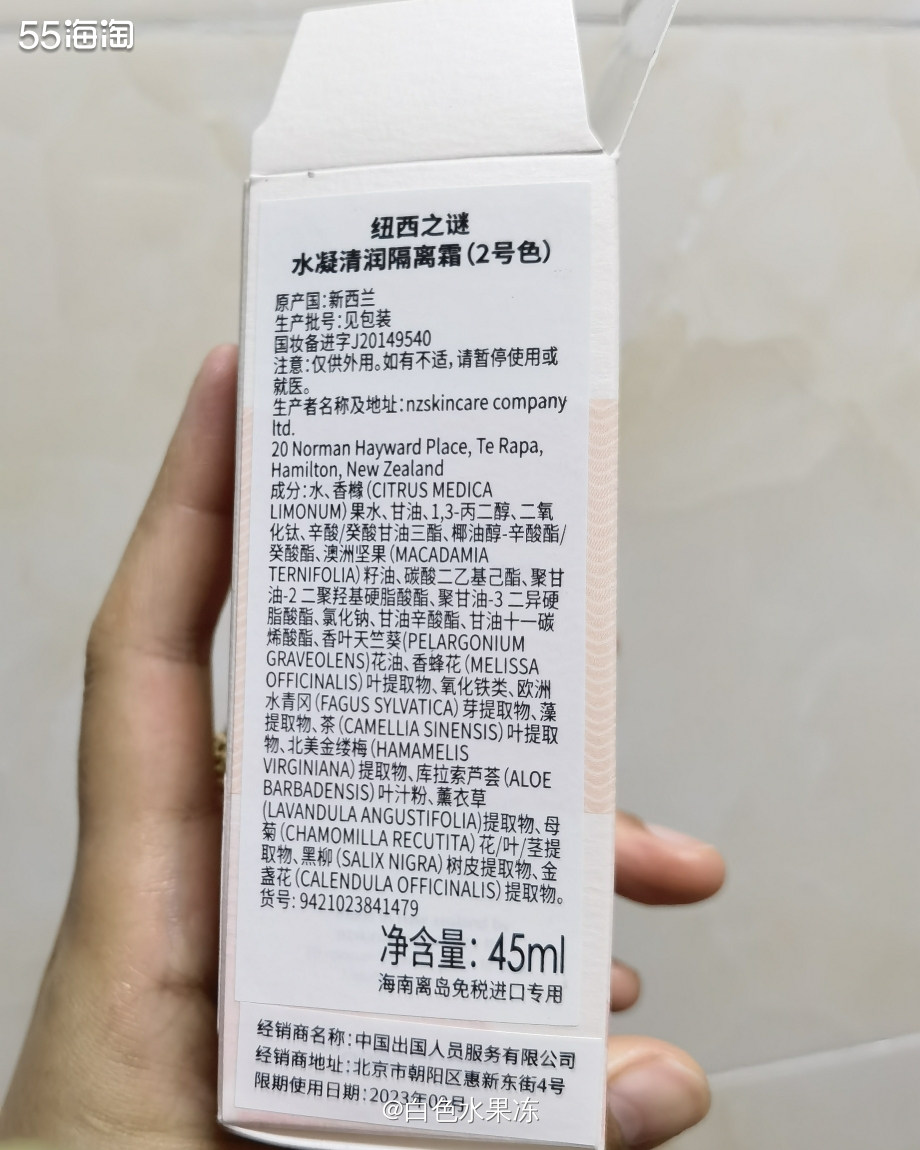 55海淘
纽西之谜
水凝清润隔离霜(2号色)
原产国:新西兰
生产批号:见包装
国妆备进字J20149540
注意:仅供外用。如有不适,请暂停使用或
就医。
生产者名称及地址:nzskincare company
ltd.
20 Norman Hayward Place, Te Rapa,
Hamilton, New Zealand
成分:水、香橼(CITRUS MEDICA
LIMONUM)果水、甘油、1,3-丙二醇、二氧
化钛、辛酸/癸酸甘油三酯、椰油醇-辛酸酯/
癸酸酯、澳洲坚果(MACADAMIA
TERNIFOLIA)籽油、碳酸二乙基己酯、聚甘
油-2 二聚羟基硬脂酸酯、聚甘油-3 二异硬
脂酸酯、氯化钠、甘油辛酸酯、甘油十一碳
烯酸酯、香叶天竺葵(PELARGONIUM
GRAVEOLENS)花油、香蜂花(MELISSA
OFFICINALIS)叶提取物、氧化铁类、欧洲
水青冈(FAGUS SYLVATICA)芽提取物、藻
提取物、茶(CAMELLIA SINENSIS)叶提取
物、北美金缕梅(HAMAMELIS
VIRGINIANA)提取物、库拉索芦荟(ALOE
BARBADENSIS)叶汁粉、薰衣草
(LAVANDULA ANGUSTIFOLIA)提取物、母
菊(CHAMOMILLA RECUTITA)花/叶/茎提
取物、黑柳(SALIX NIGRA)树皮提取物、金
盏花(CALENDULA OFFICINALIS)提取物。
货号: 9421023841479
净含量: 45ml
海南离岛免税进口专用
经销商名称:中国出国人员服务有限公司
经销商地址:北京市朝阳区惠新东街4号
限期使用日期:2023年09月
@白色水果冻